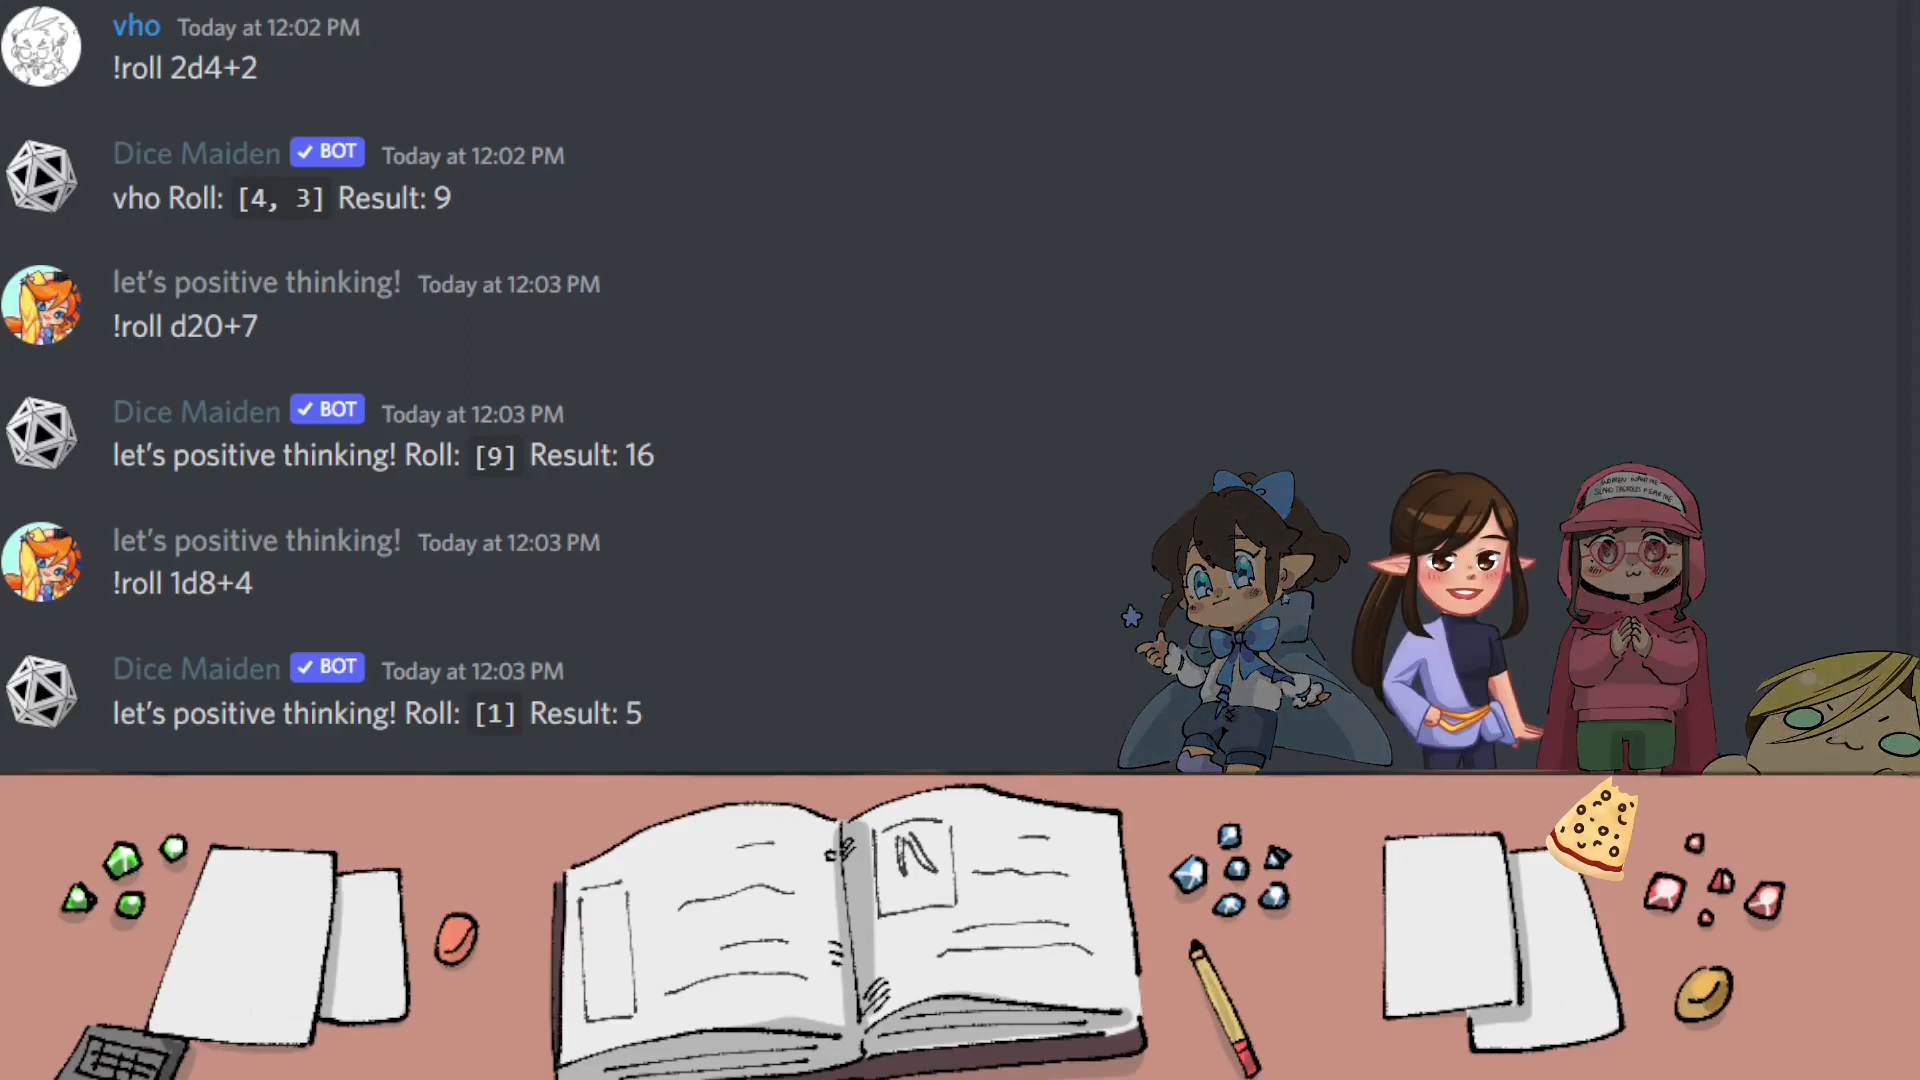 vho Today at 12:02 PM
!roll 2d4+2
Dice Maiden ✓ BOT Today at 12:02 PM
vho Roll: [4, 3] Result: 9
let's positive thinking! Today at 12:03 PM
!roll d20+7
Dice Maiden ✓ BOT Today at 12:03 PM
let's positive thinking! Roll: [9] Result: 16
let's positive thinking! Today at 12:03 PM
!roll 1d8+4
Dice Maiden ✓ BOT Today at 12:03 PM
let's positive thinking! Roll: [1] Result: 5
WOMEN WANT ME